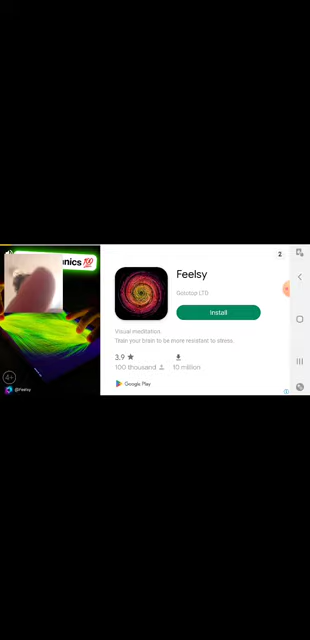 nics 💯
4+
@Feelsy
2
Feelsy
Gototop LTD
Install
Visual meditation.
Train your brain to be more resistant to stress.
3.9 ★
100 thousand
10 million
Google Play